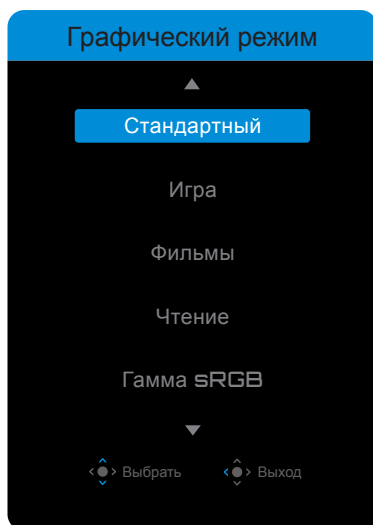 Графический режим
Стандартный
Игра
Фильмы
Чтение
Гамма sRGB
Выбрать Выход